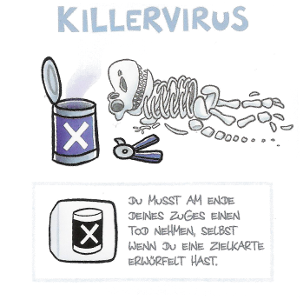 KILLERVIRUS
X
X
DU MUSST AM ENDE
DEINES ZUGES EINEN
TOD NEHMEN, SELBST
WENN DU EINE ZIELKARTE
ERWÜRFELT HAST.